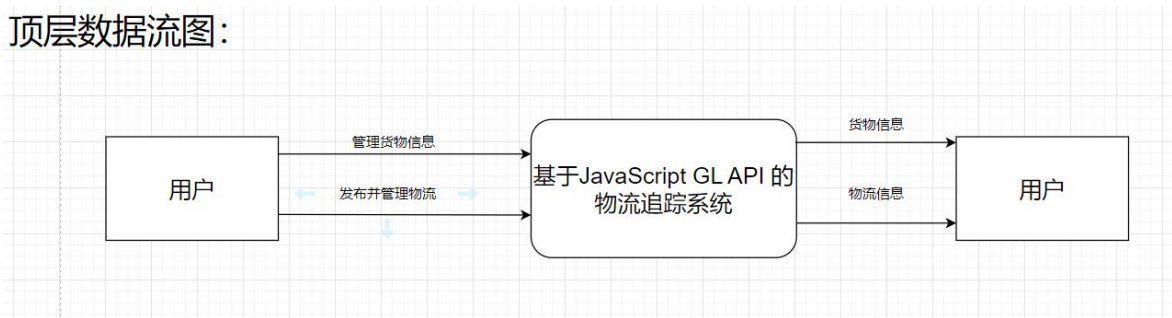 顶层数据流图：
用户
管理货物信息
发布并管理物流
基于JavaScript GL API 的
物流追踪系统
货物信息
物流信息
用户